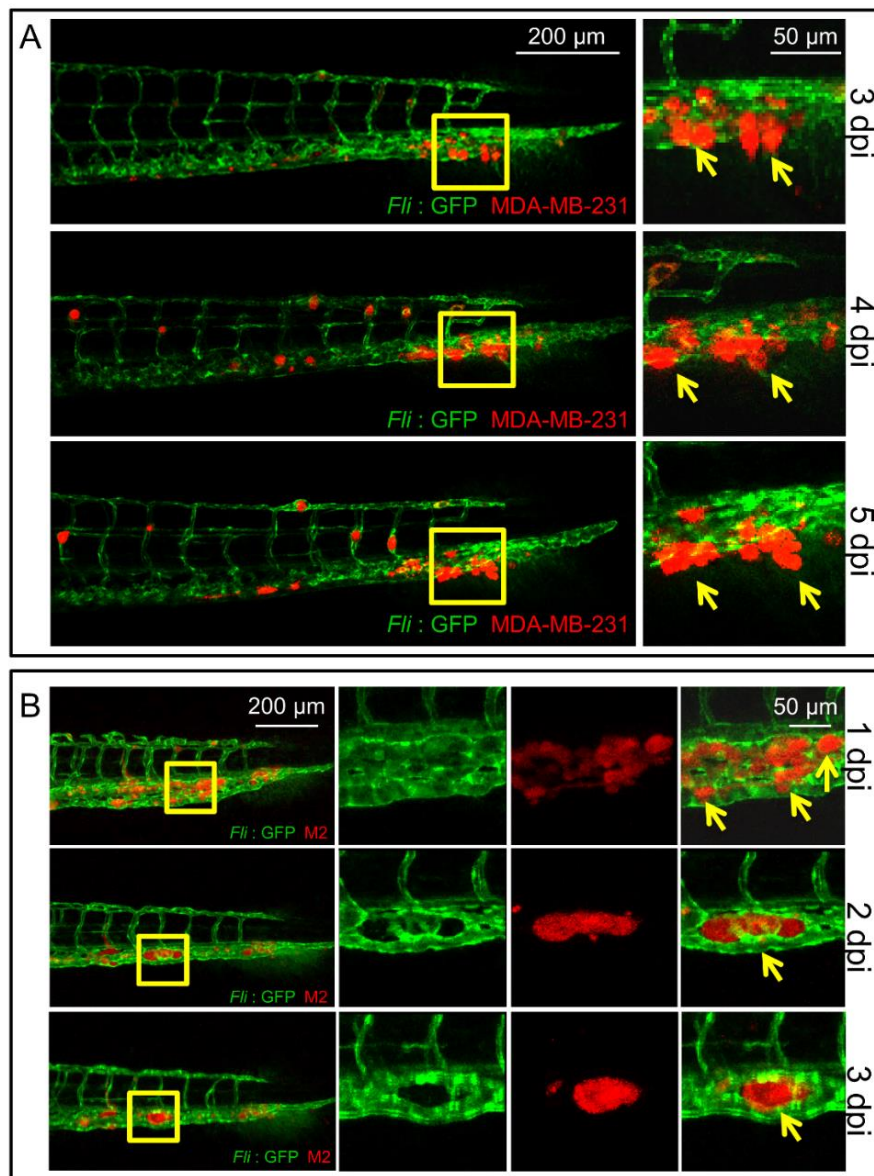 A
200 µm
50 µm
3 dpi
Fli : GFP MDA-MB-231
4 dpi
Fli : GFP MDA-MB-231
5 dpi
Fli : GFP MDA-MB-231
B
200 µm
50 µm
1 dpi
Fli : GFP M2
2 dpi
Fli : GFP M2
3 dpi
Fli : GFP M2